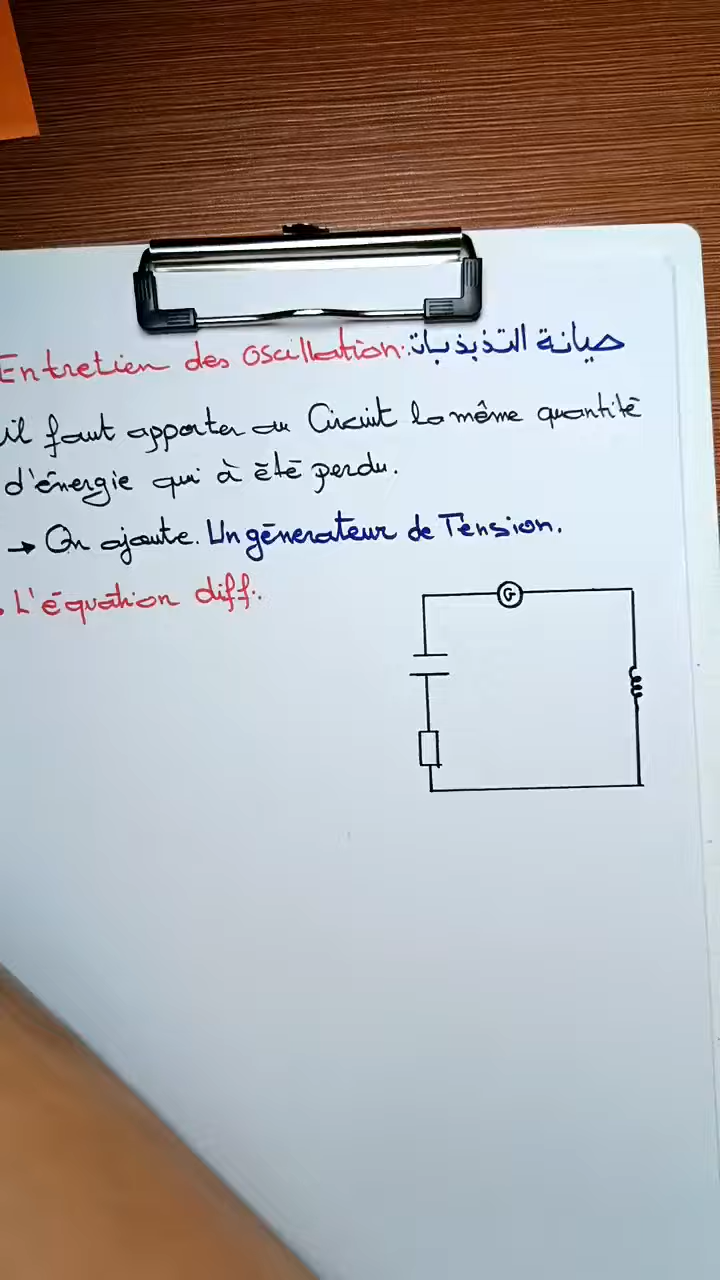 Entretien des oscillation: صيانة التذبذبات
il faut apporter au Circuit la même quantité
d'énergie qui à été perdu.
→ On ajoute. Un génerateur de Tension.
. L'équation diff:.
G